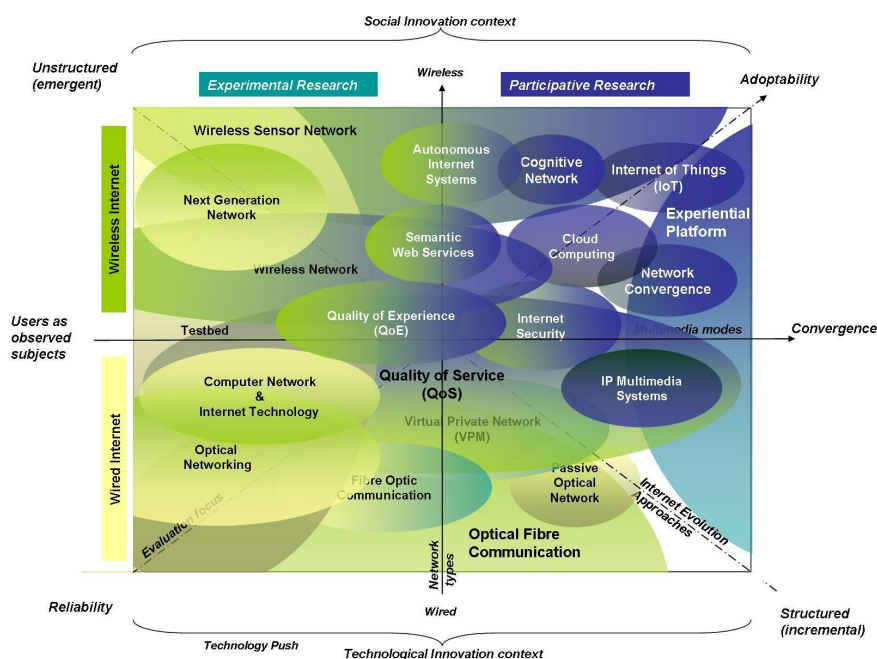 Social Innovation context
Unstructured
(emergent)
Wireless
Experimental Research
Participative Research
Adoptability
Wireless Sensor Network
Autonomous
Internet
Systems
Cognitive
Network
Internet of Things
(IoT)
Next Generation
Network
Experiential
Platform
Wireless Internet
Semantic
Web Services
Cloud
Computing
Wireless Network
Network
Convergence
Users as
observed
subjects
Testbed
Quality of Experience
(QoE)
Internet
Security
Multimedia modes
Convergence
Computer Network
&
Internet Technology
Quality of Service
(QoS)
IP Multimedia
Systems
Wired Internet
Virtual Private Network
(VPM)
Optical
Networking
Fibre Optic
Communication
Passive
Optical
Network
Internet Evolution
Approaches
Evaluation focus
Optical Fibre
Communication
Network
types
Reliability
Wired
Structured
(incremental)
Technology Push
Technological Innovation context